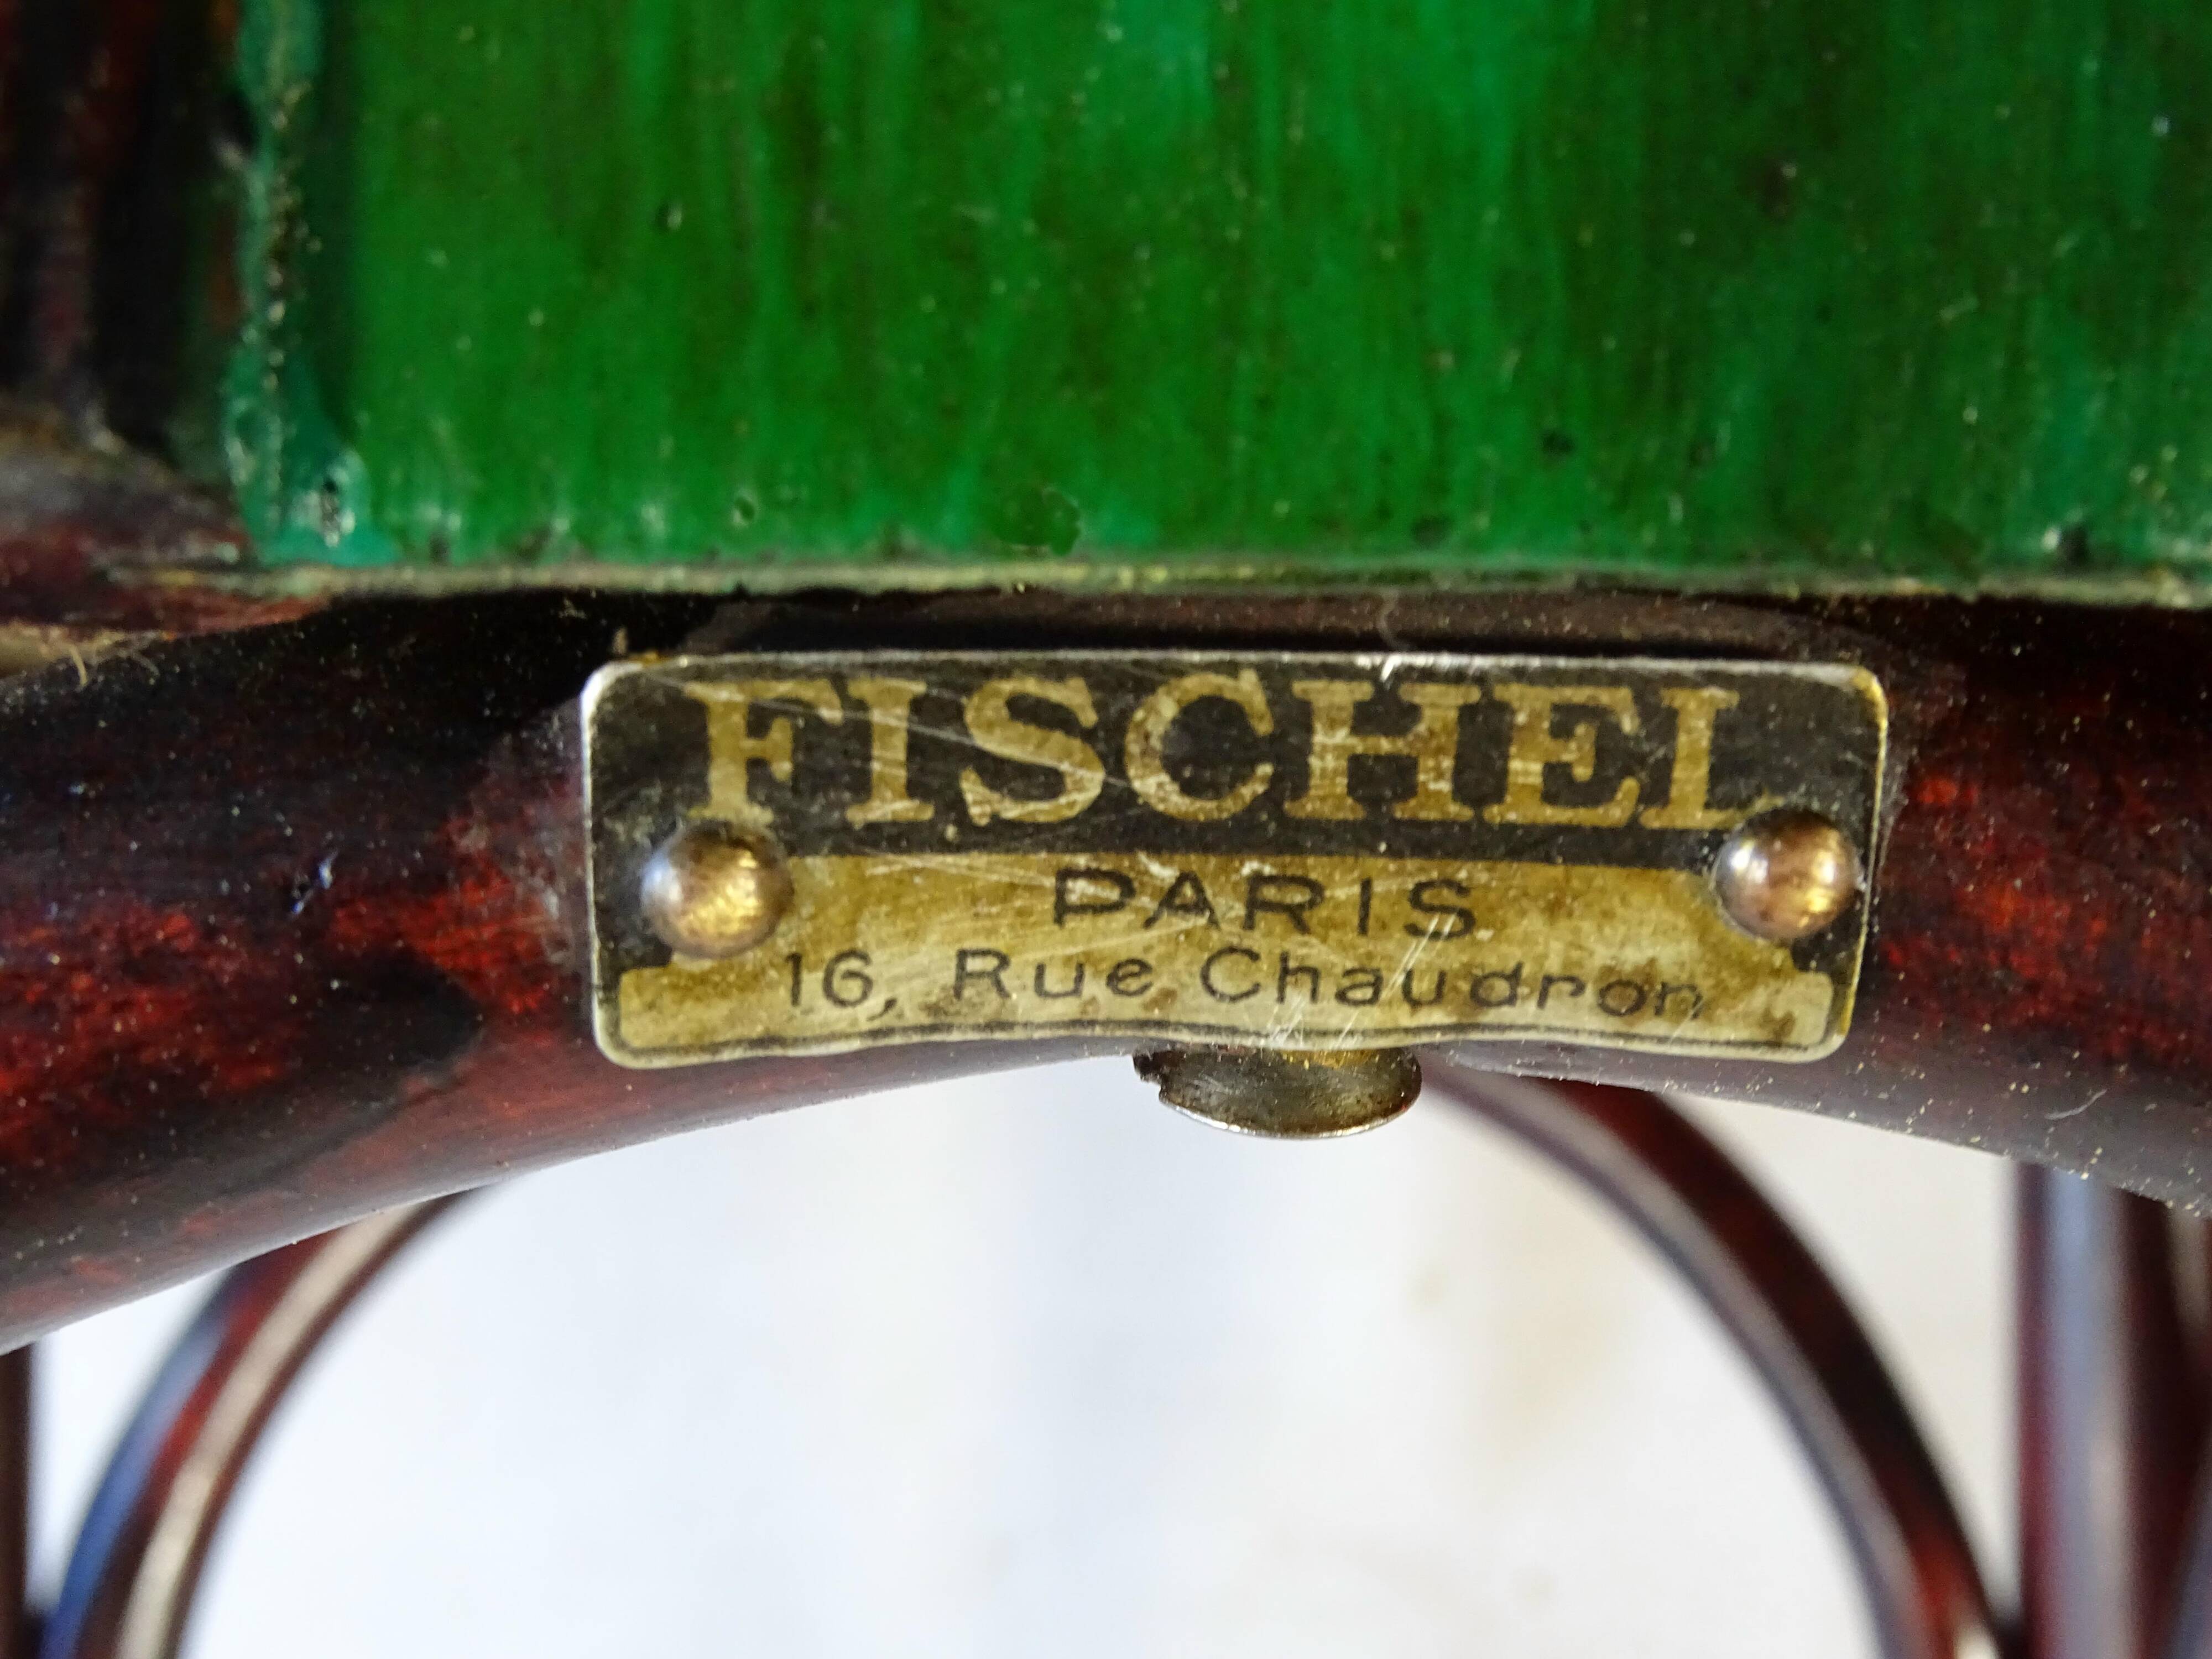 FISCHEL
PARIS
16, Rue Chaudron